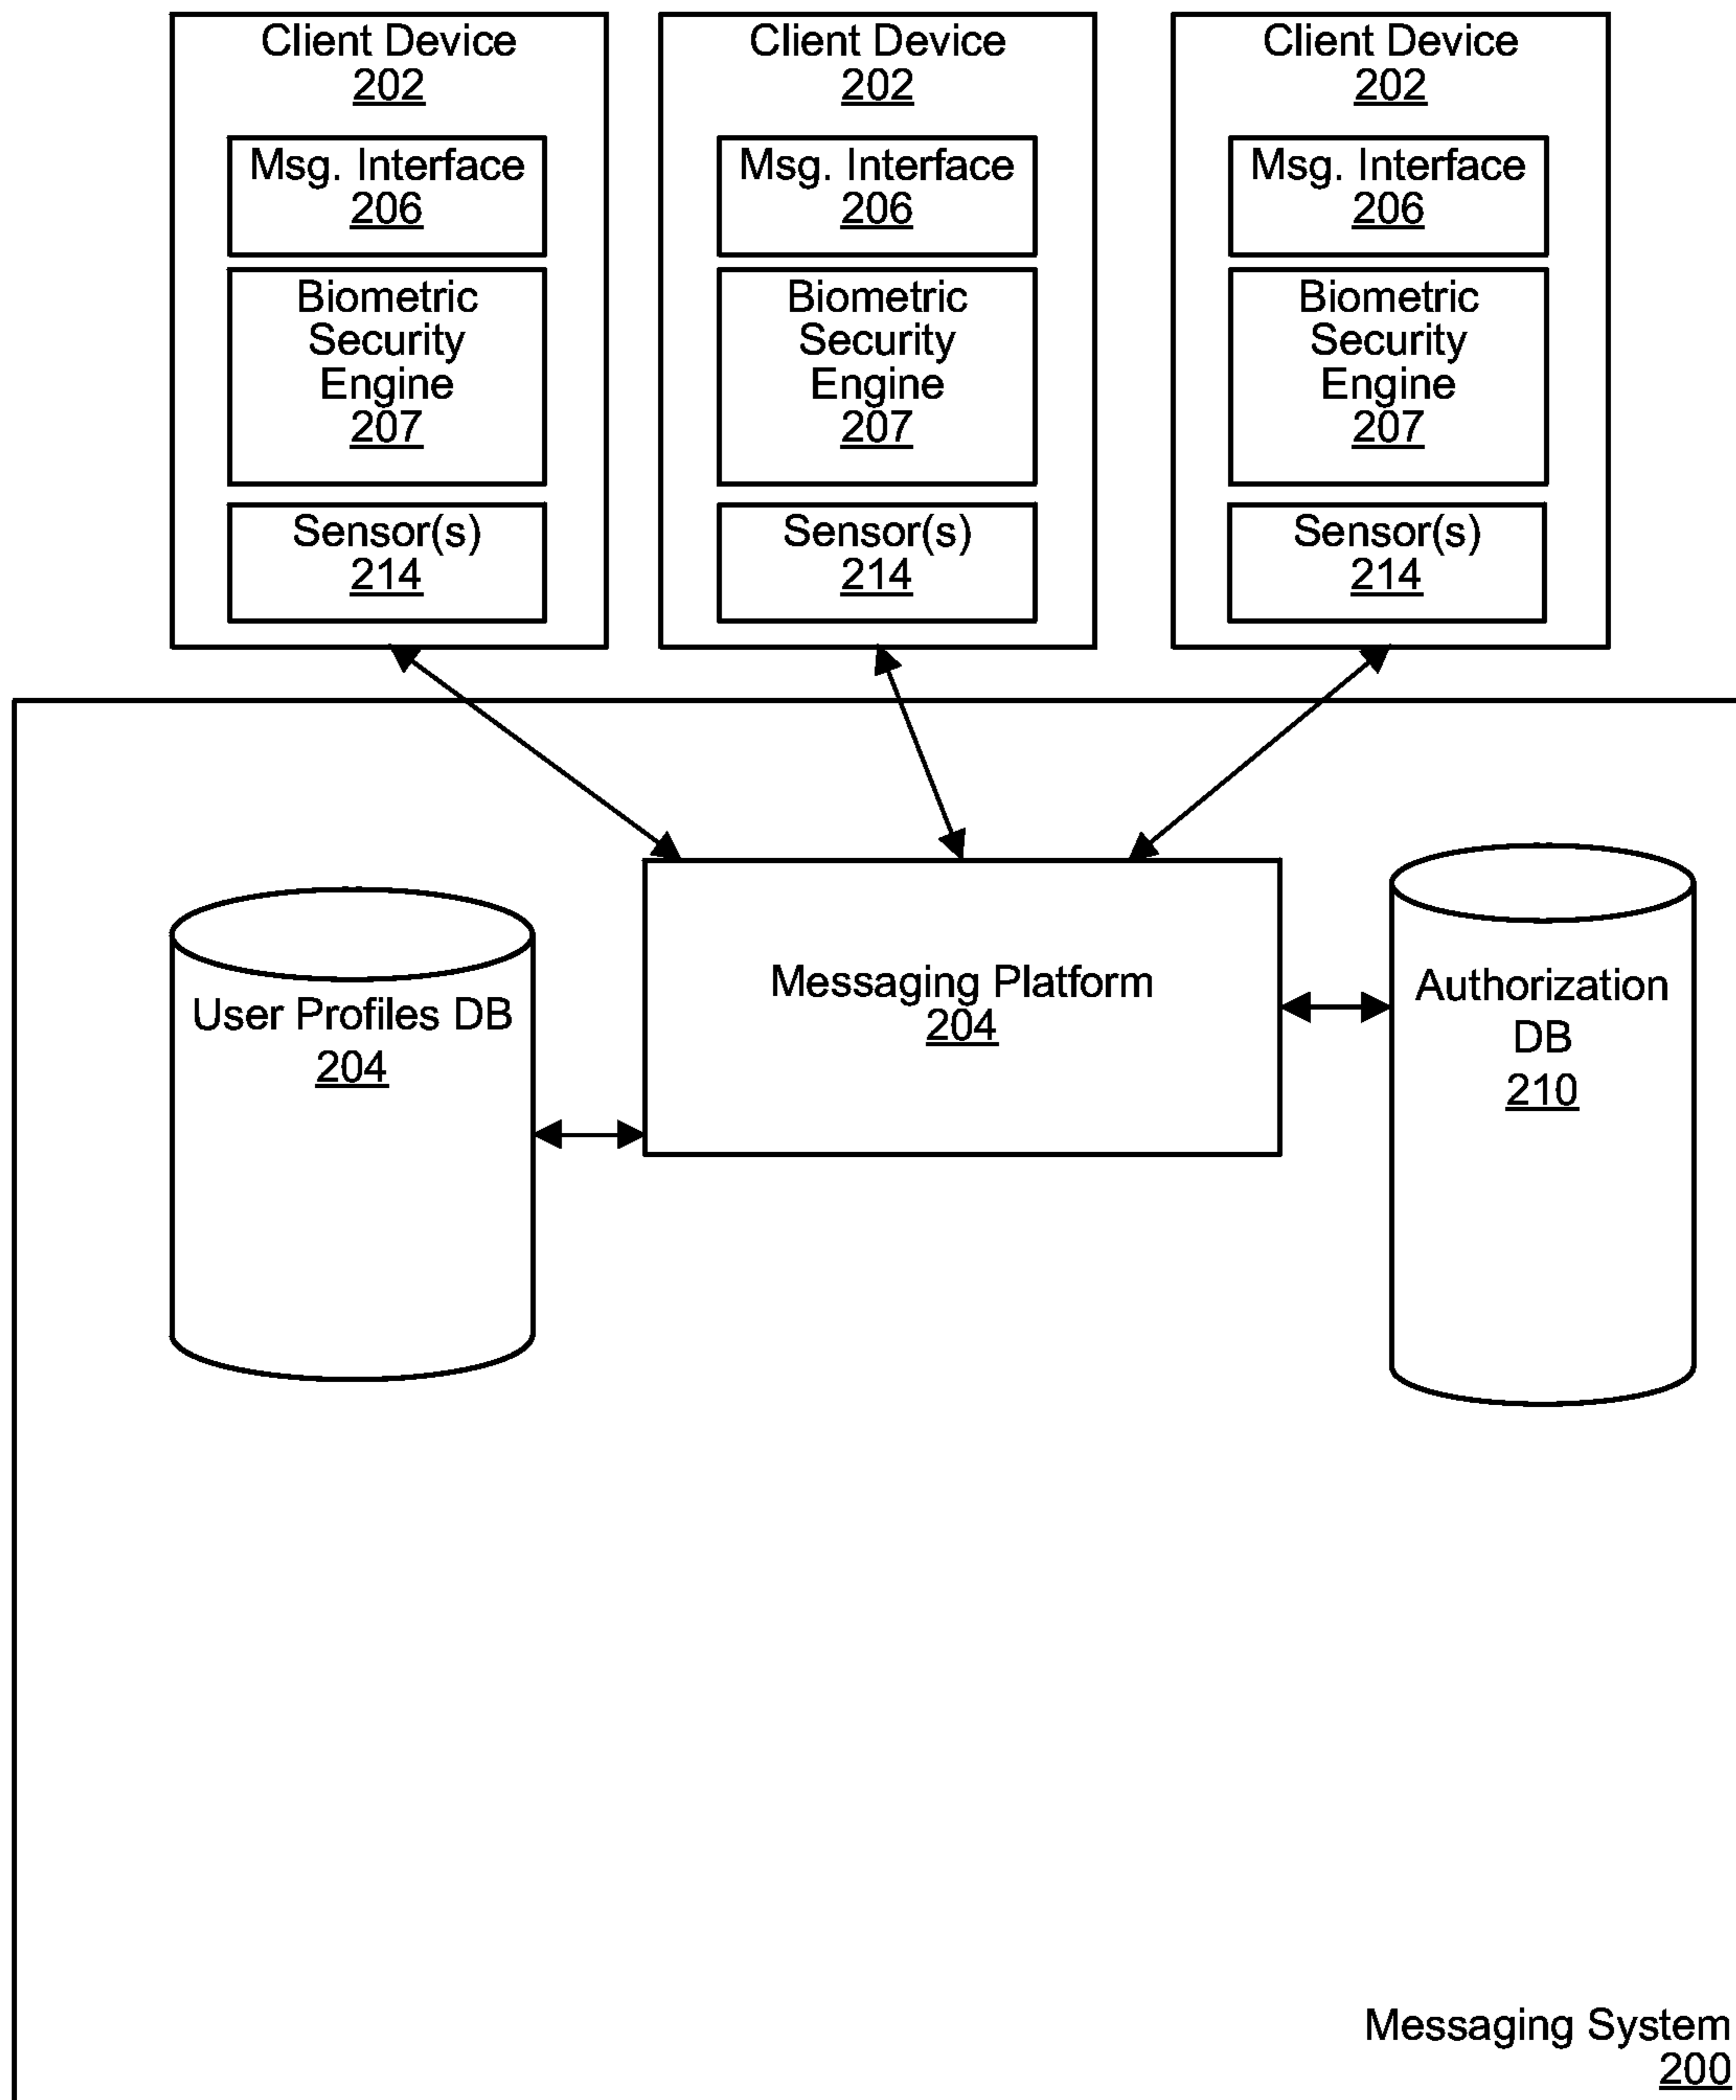 Client Device
202
Msg. Interface
206
Biometric
Security
Engine
207
Sensor(s)
214
Client Device
202
Msg. Interface
206
Biometric
Security
Engine
207
Sensor(s)
214
Client Device
202
Msg. Interface
206
Biometric
Security
Engine
207
Sensor(s)
214
User Profiles DB
204
Messaging Platform
204
Authorization
DB
210
Messaging System
200